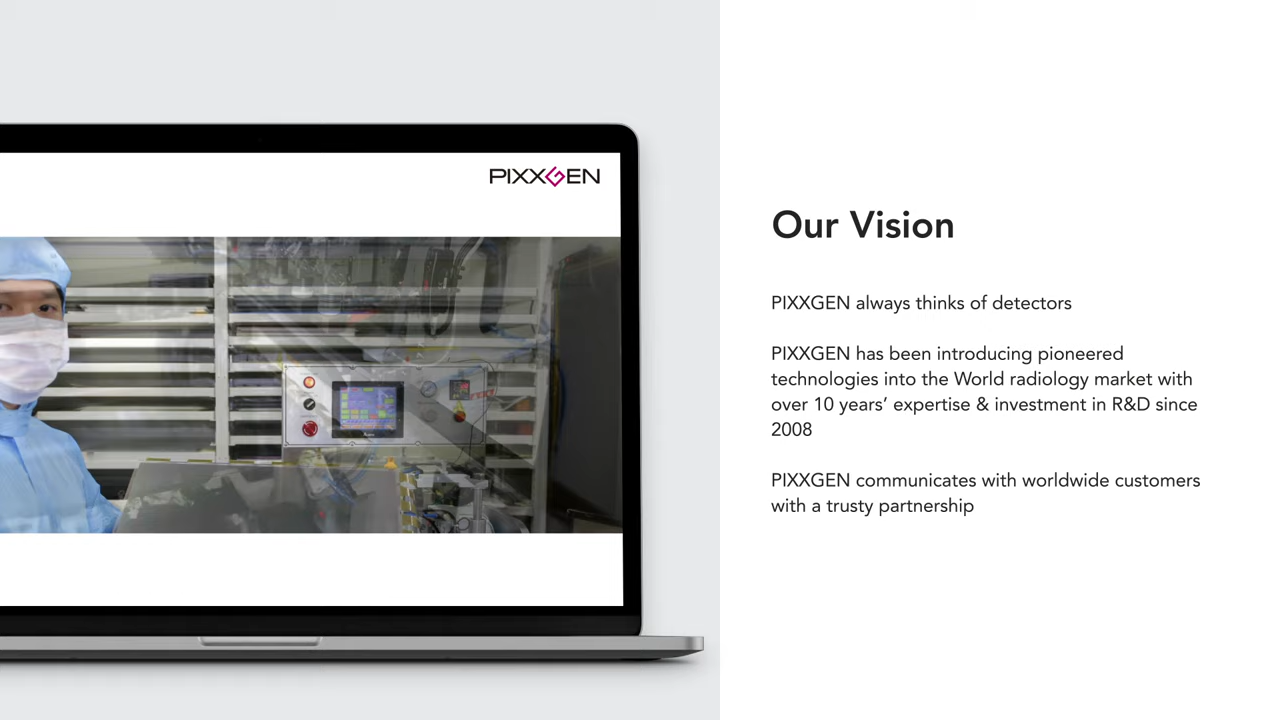 PIXXGEN
Our Vision
PIXXGEN always thinks of detectors
PIXXGEN has been introducing pioneered
technologies into the World radiology market with
over 10 years’ expertise & investment in R&D since
2008
PIXXGEN communicates with worldwide customers
with a trusty partnership